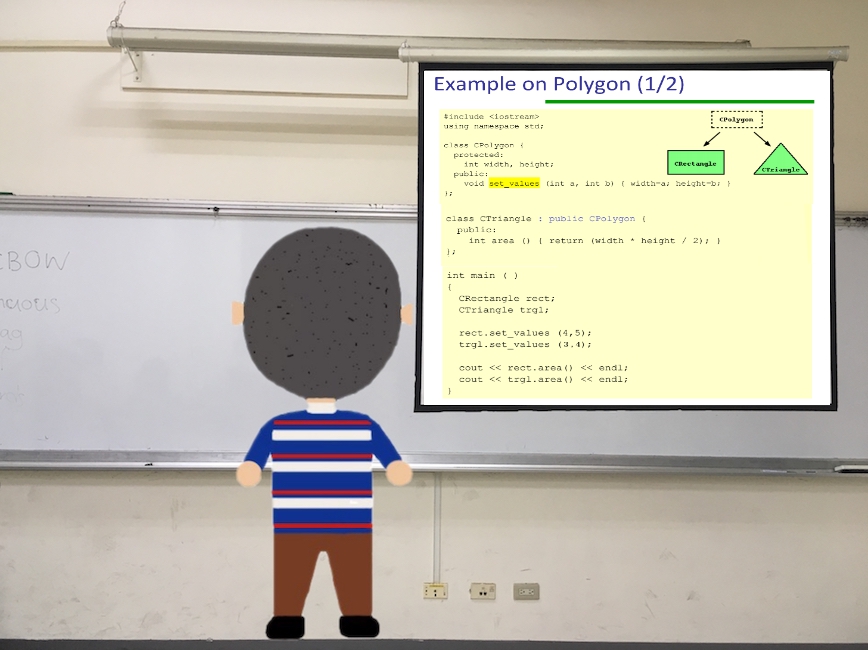 Example on Polygon (1/2)
#include <iostream>
using namespace std;
CPolygon
class CPolygon {
protected:
int width, height;
CRectangle
CTriangle
public:
void set_values (int a, int b) { width=a; height=b; }
};
class CTriangle : public CPolygon {
public:
int area () { return (width * height / 2); }
};
EBOW
int main ( )
{
CRectangle rect;
CTriangle trgl;
rect.set_values (4,5);
trgl.set_values (3.4);
cout << rect.area() << endl;
cout << trgl.area() << endl;
}